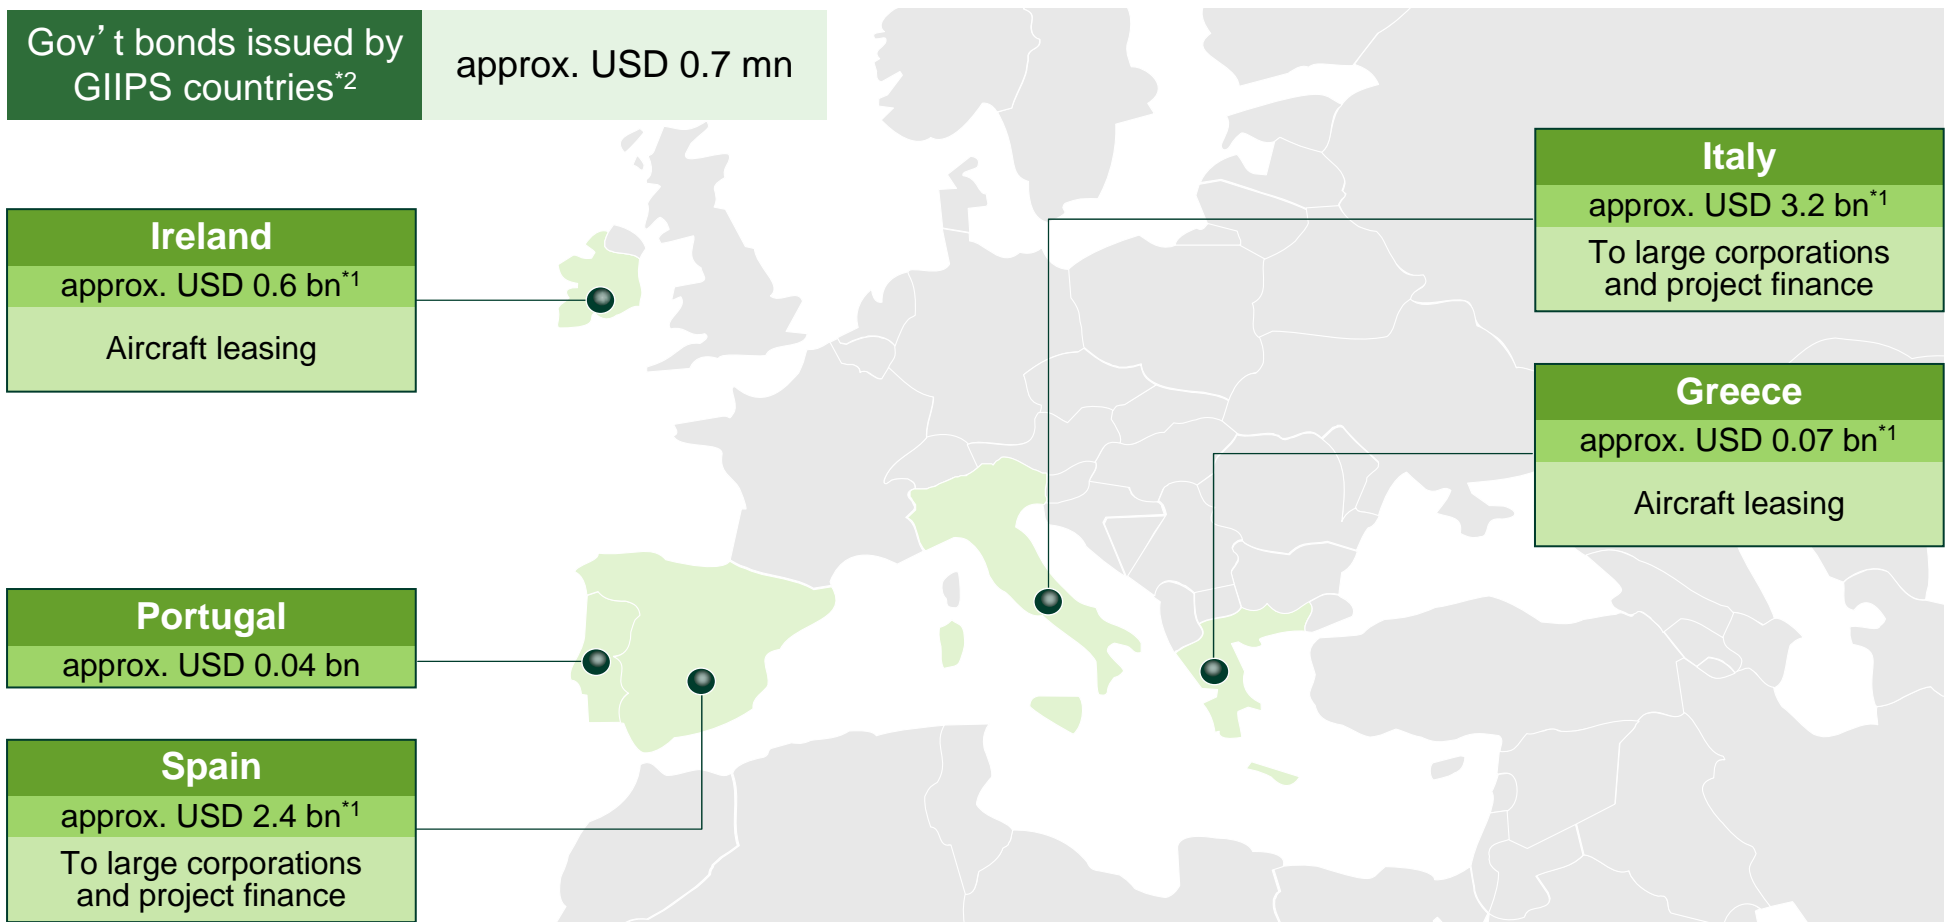 Gov’t bonds issued by
GIIPS countries*2
approx. USD 0.7 mn
Ireland
approx. USD 0.6 bn*1
Aircraft leasing
Portugal
approx. USD 0.04 bn
Spain
approx. USD 2.4 bn*1
To large corporations
and project finance
Italy
approx. USD 3.2 bn*1
To large corporations
and project finance
Greece
approx. USD 0.07 bn*1
Aircraft leasing